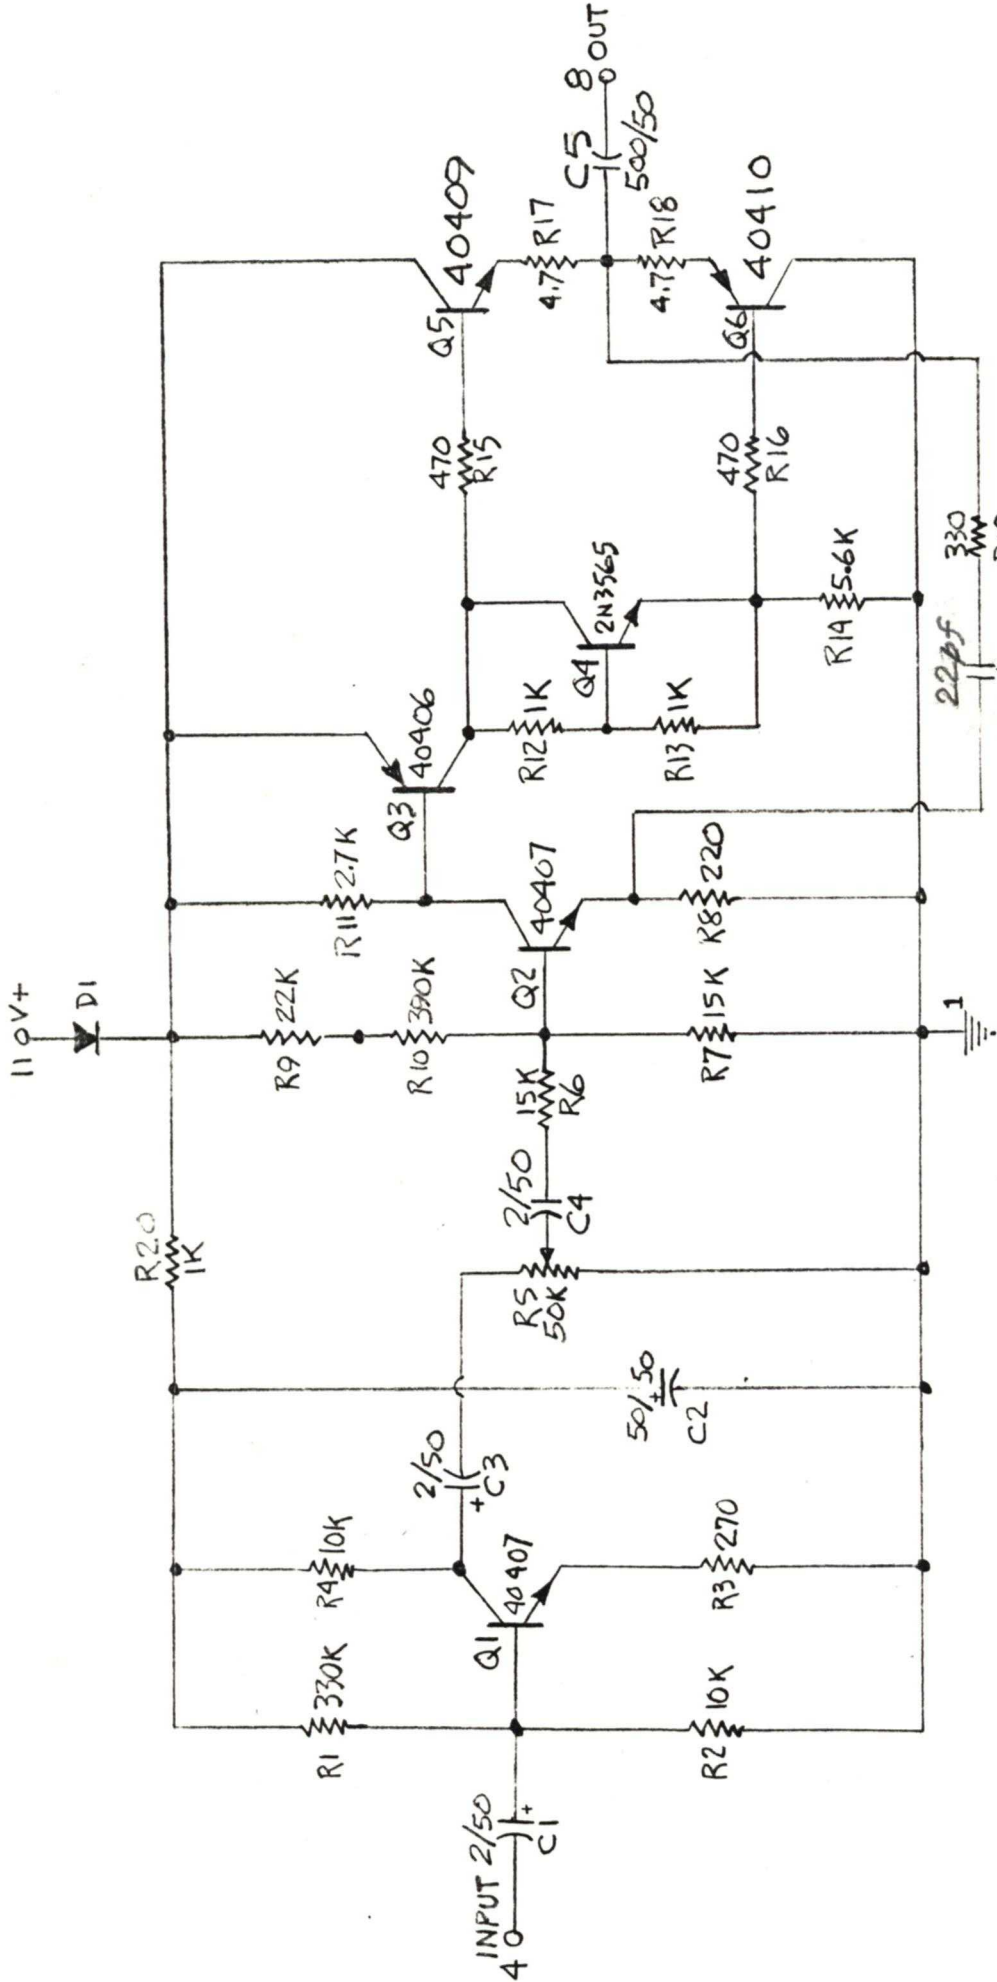 11 V+
D1
R20
1K
R9 22K
R10 390K
R11 2.7K
Q3 40406
R4 10K
2/50
+ C3
R1 330K
INPUT 2/50
4
+
C1
Q1 40407
R2 10K
R3 270
50/50
+
C2
R5
50K
2/50
C4
15K
R6
Q2 40407
R7 15K
1
R8 220
R12 1K
R13 1K
Q4 2N3565
R14 5.6K
470
R15
470
R16
Q5 40409
4.7 R17
4.7 R18
Q6 40410
C5
500/50
8 OUT
22pf
330